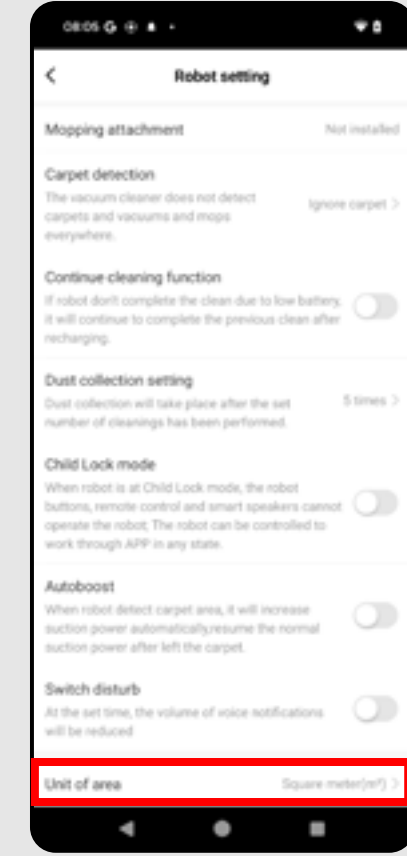 08:05 G
Robot setting
Mopping attachment
Not installed
Carpet detection
The vacuum cleaner does not detect
carpets and vacuums and mops
everywhere.
Ignore carpet >
Continue cleaning function
If robot don't complete the clean due to low battery,
it will continue to complete the previous clean after
recharging.
Dust collection setting
Dust collection will take place after the set
number of cleanings has been performed.
5 times >
Child Lock mode
When robot is at Child Lock mode, the robot
buttons, remote control and smart speakers cannot
operate the robot; The robot can be controlled to
work through APP in any state.
Autoboost
When robot detect carpet area, it will increase
suction power automatically,resume the normal
suction power after left the carpet.
Switch disturb
At the set time, the volume of voice notifications
will be reduced
Unit of area
Square meter(m²) >